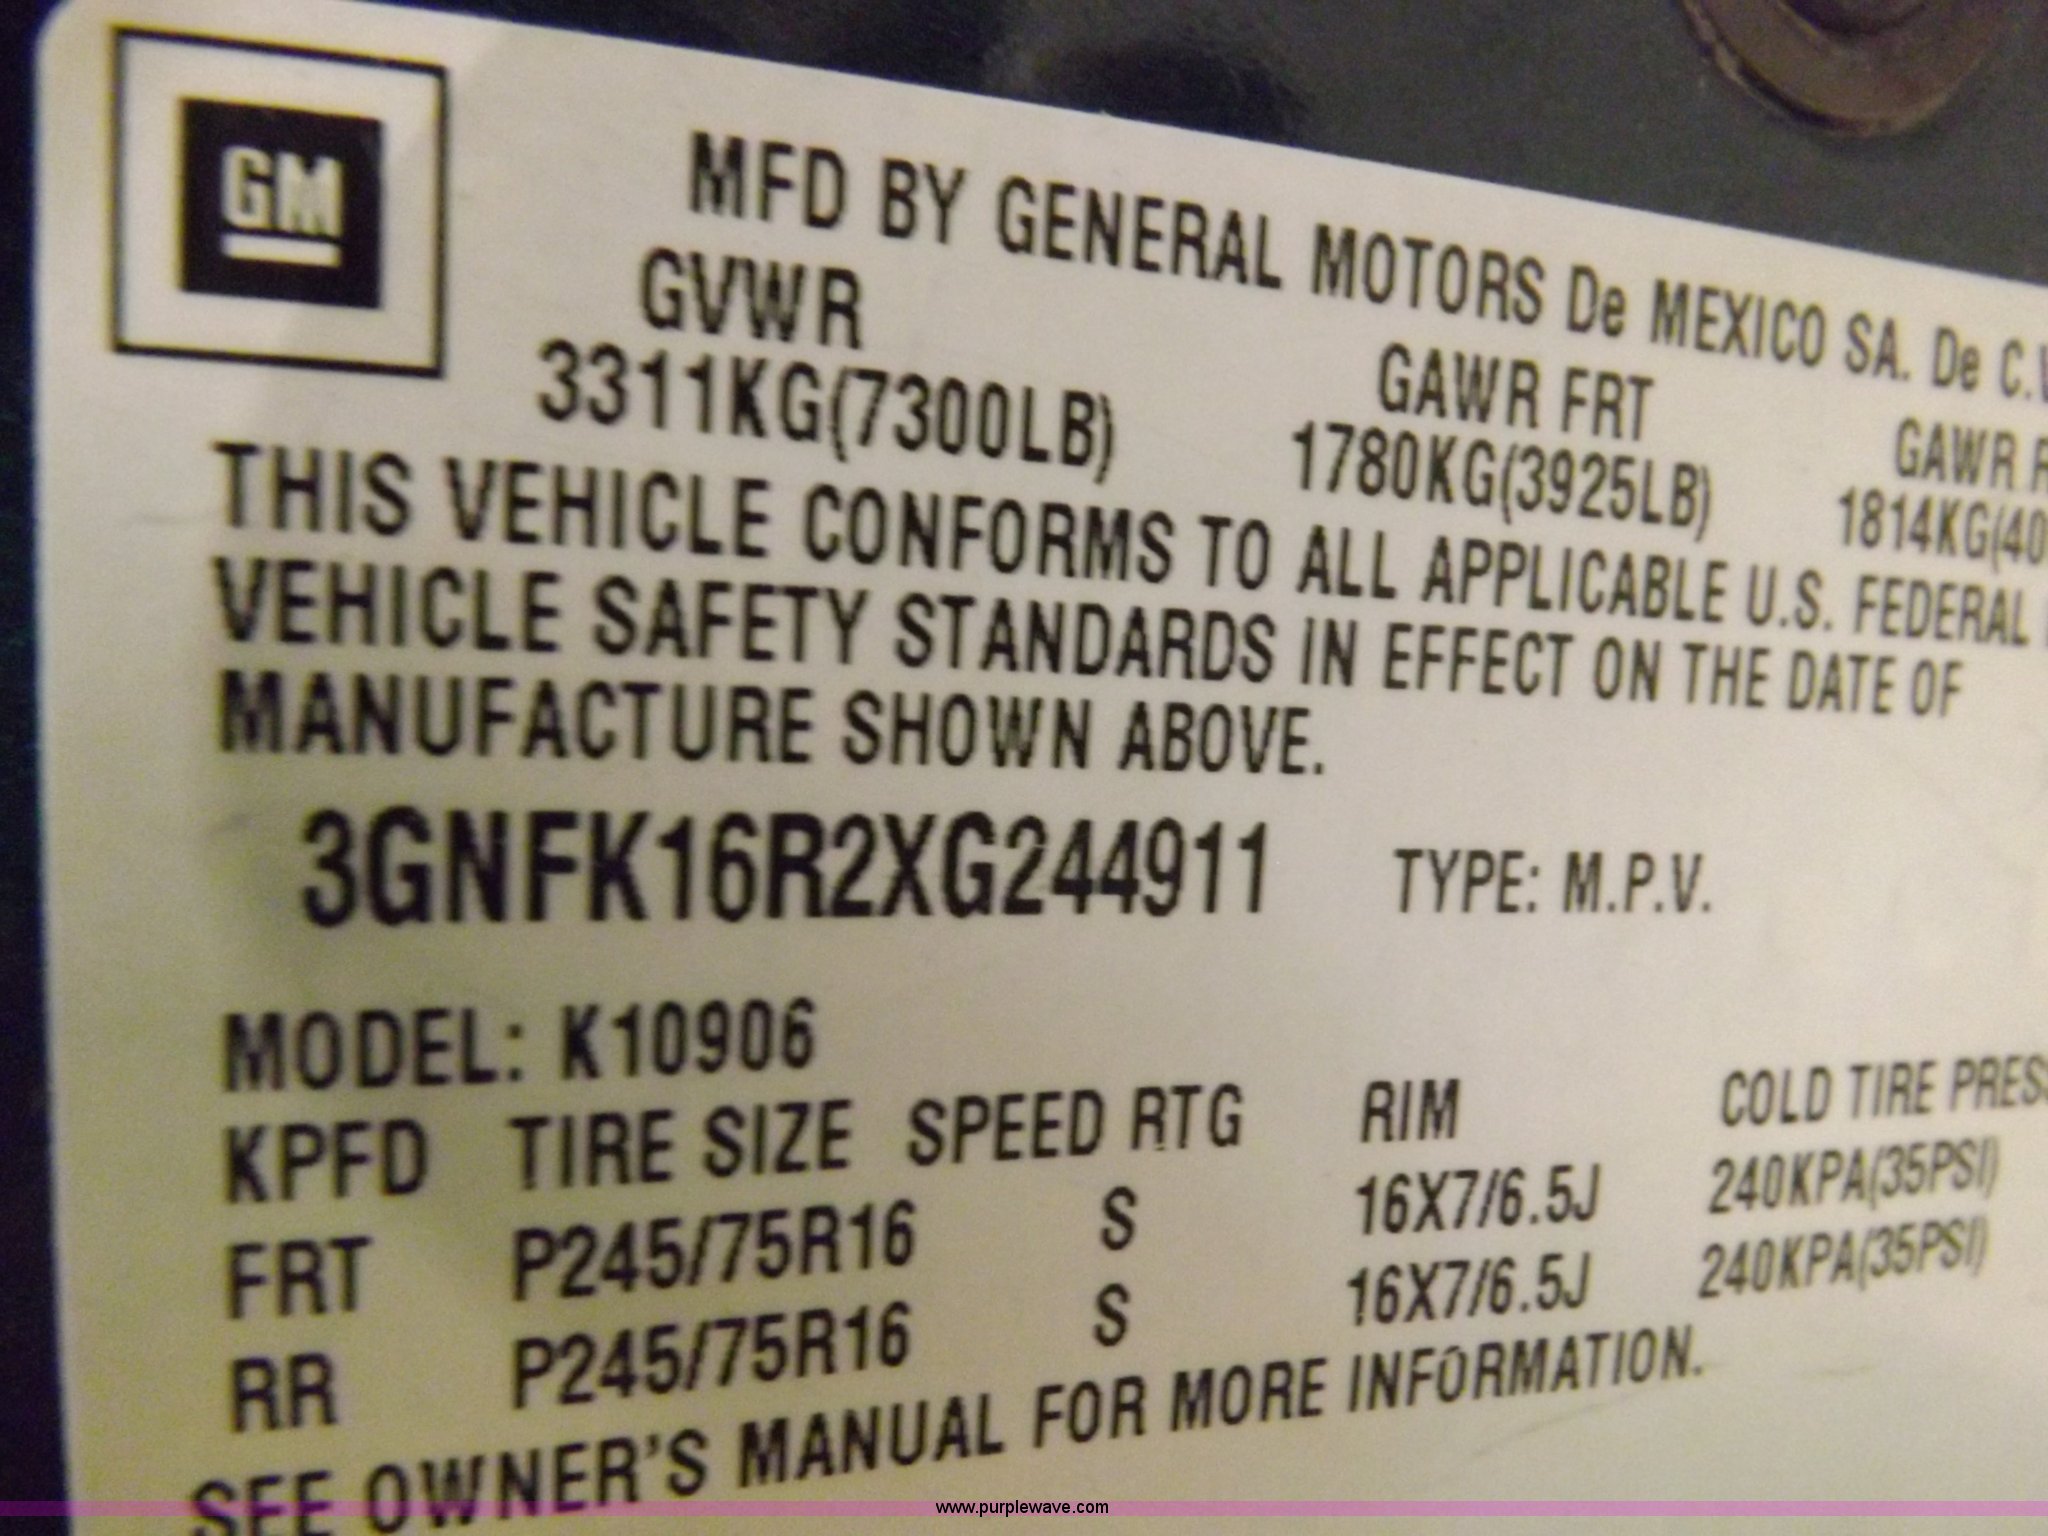 GM
MFD BY GENERAL MOTORS De MEXICO SA. De C.V
GVWR GAWR FRT GAWR R
3311KG(7300LB) 1780KG(3925LB) 1814KG(40
THIS VEHICLE CONFORMS TO ALL APPLICABLE U.S. FEDERAL
VEHICLE SAFETY STANDARDS IN EFFECT ON THE DATE OF
MANUFACTURE SHOWN ABOVE.
3GNFK16R2XG244911 TYPE: M.P.V.
MODEL: K10906
KPFD TIRE SIZE SPEED RTG RIM COLD TIRE PRES
FRT P245/75R16 S 16X7/6.5J 240KPA(35PSI)
RR P245/75R16 S 16X7/6.5J 240KPA(35PSI)
SEE OWNER'S MANUAL FOR MORE INFORMATION.
www.purplewave.com